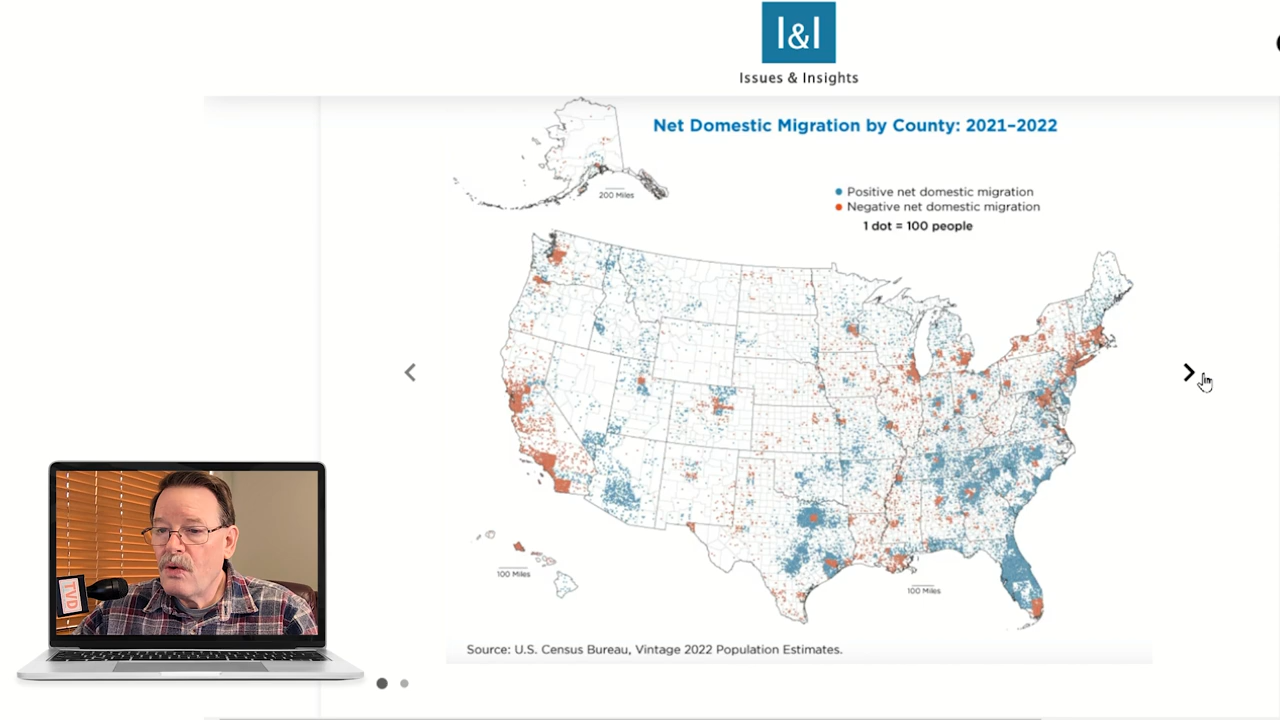 I&I
Issues & Insights
Net Domestic Migration by County: 2021–2022
200 Miles
Positive net domestic migration
Negative net domestic migration
1 dot = 100 people
100 Miles
100 Miles
TVD
Source: U.S. Census Bureau, Vintage 2022 Population Estimates.